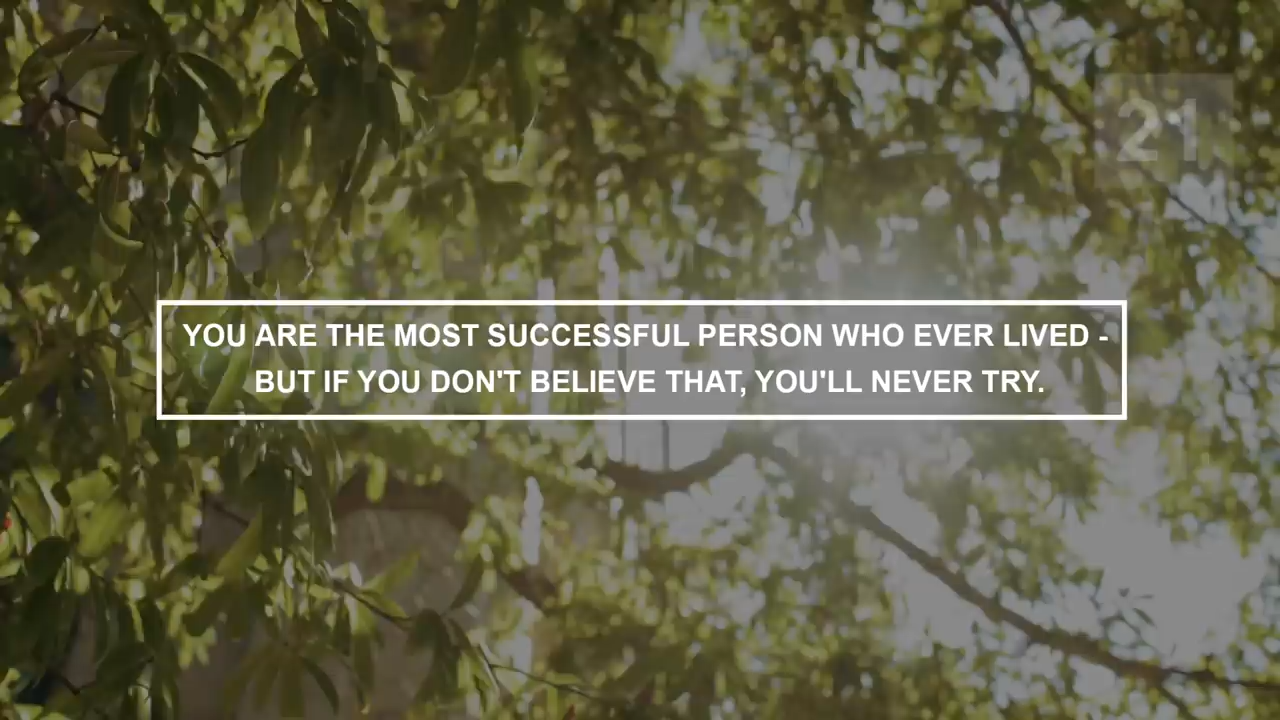 21
YOU ARE THE MOST SUCCESSFUL PERSON WHO EVER LIVED -
BUT IF YOU DON'T BELIEVE THAT, YOU'LL NEVER TRY.